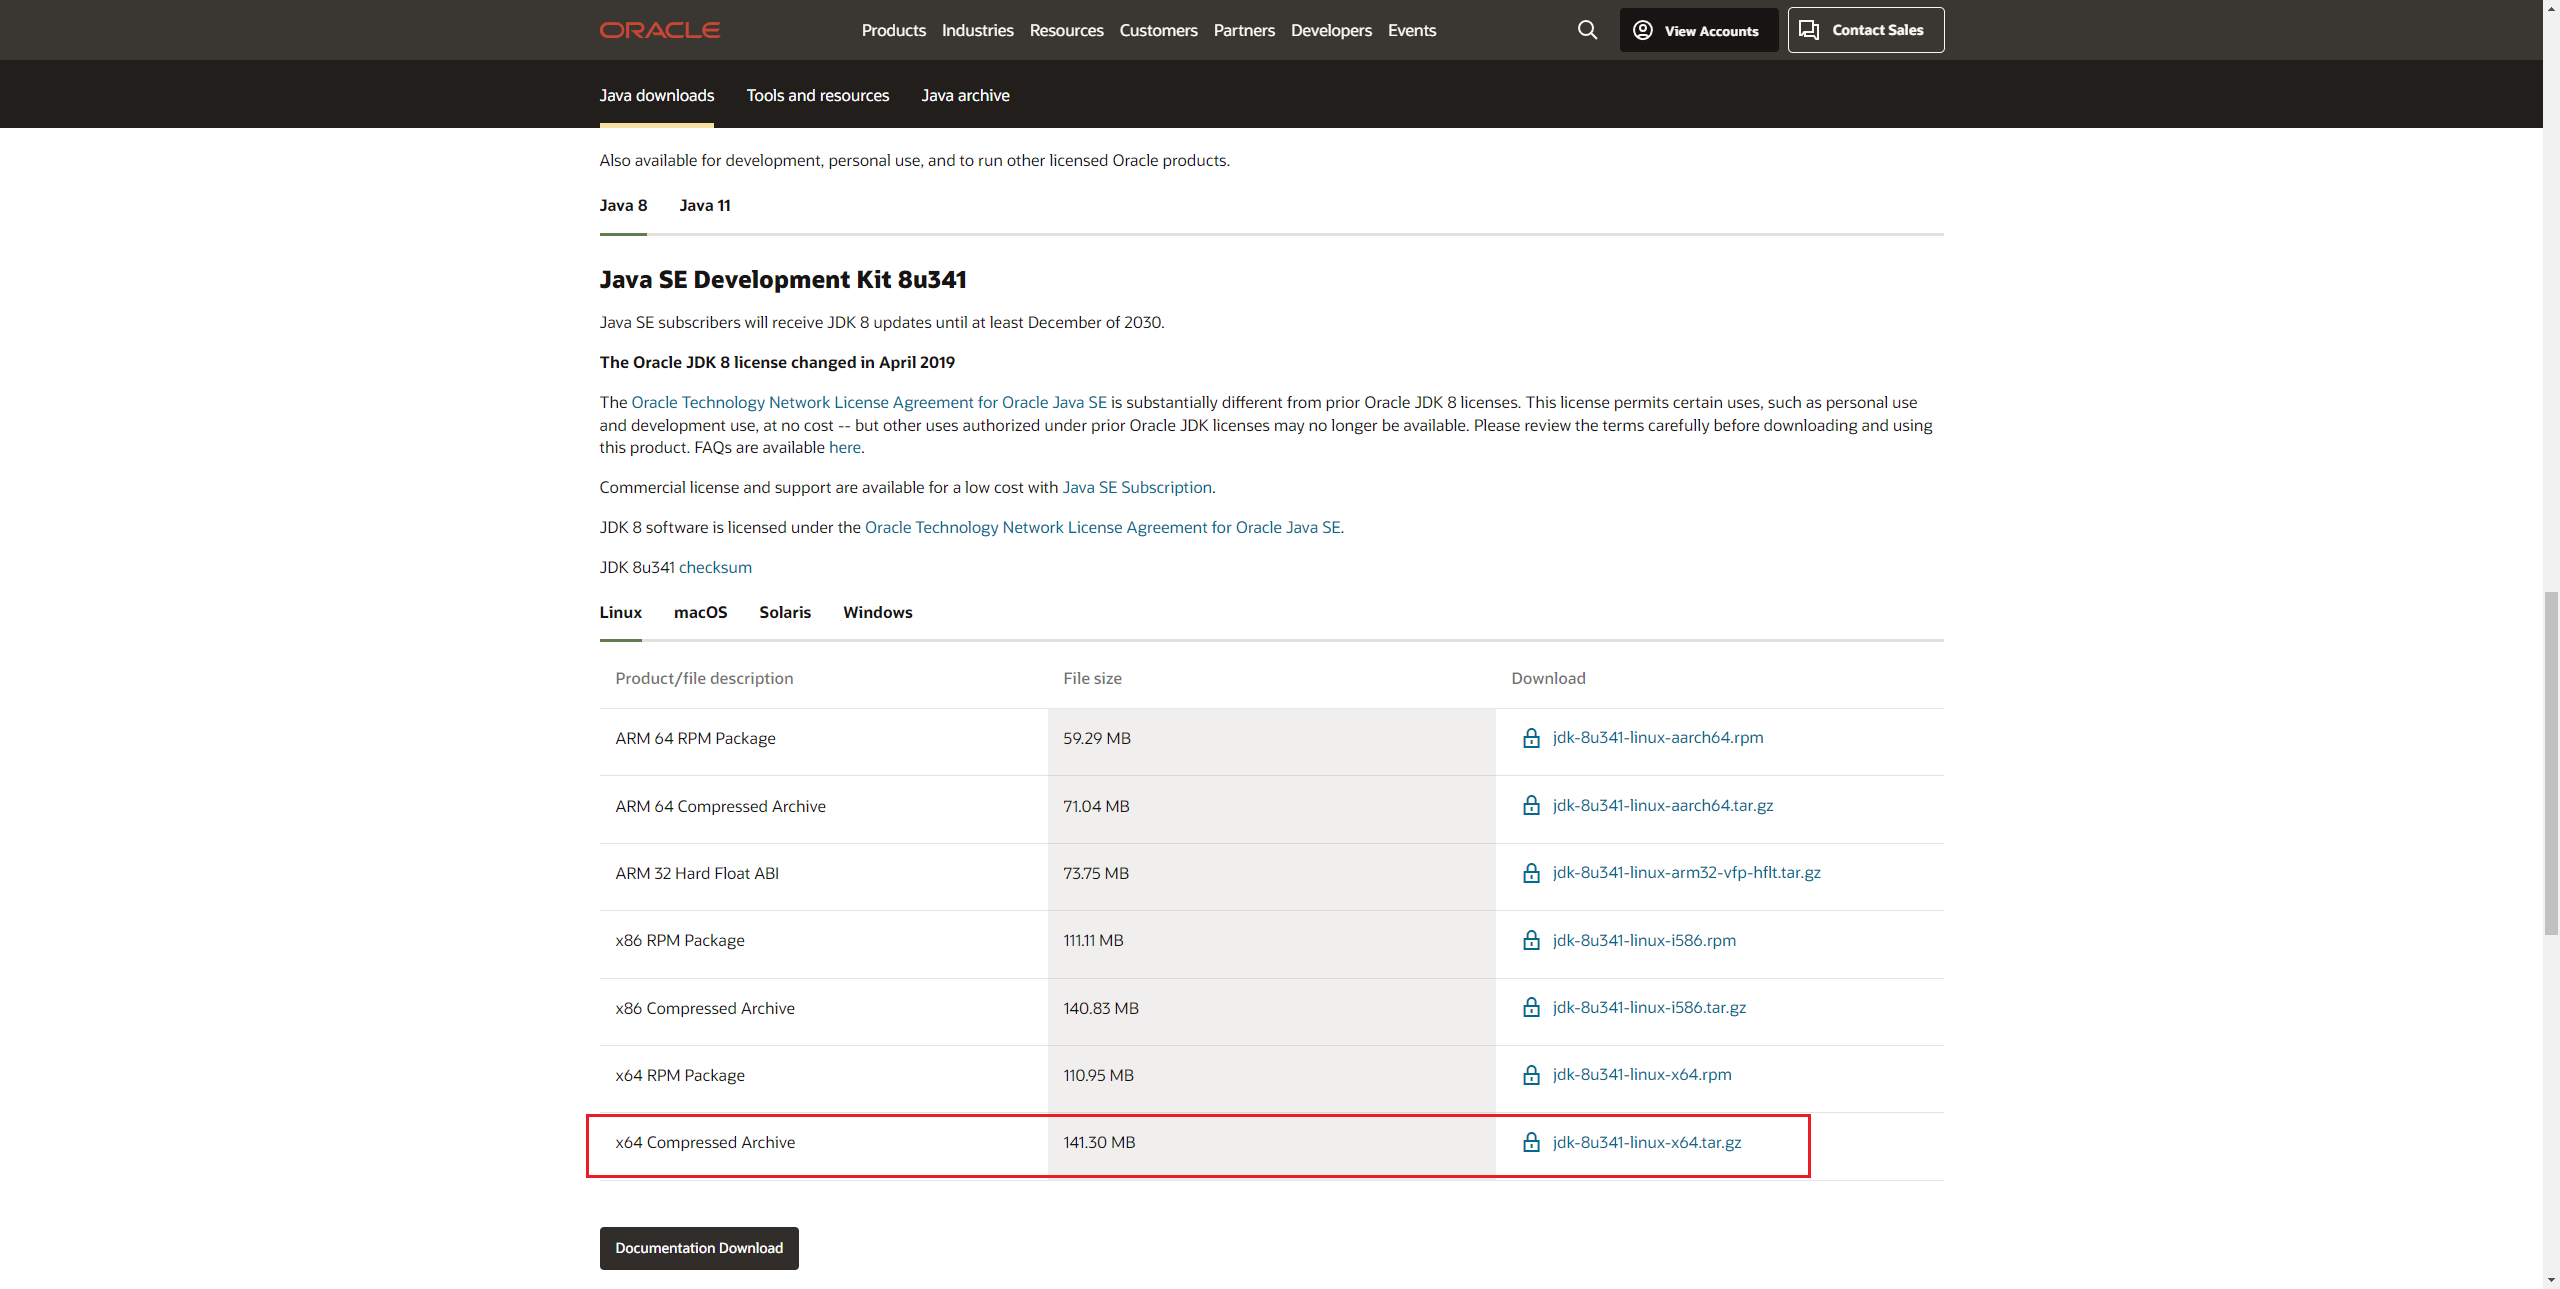 ORACLE
Products Industries Resources Customers Partners Developers Events
View Accounts
Contact Sales
Java downloads Tools and resources Java archive
Also available for development, personal use, and to run other licensed Oracle products.
Java 8 Java 11
Java SE Development Kit 8u341
Java SE subscribers will receive JDK 8 updates until at least December of 2030.
The Oracle JDK 8 license changed in April 2019
The Oracle Technology Network License Agreement for Oracle Java SE is substantially different from prior Oracle JDK 8 licenses. This license permits certain uses, such as personal use
and development use, at no cost -- but other uses authorized under prior Oracle JDK licenses may no longer be available. Please review the terms carefully before downloading and using
this product. FAQs are available here.
Commercial license and support are available for a low cost with Java SE Subscription.
JDK 8 software is licensed under the Oracle Technology Network License Agreement for Oracle Java SE.
JDK 8u341 checksum
Linux macOS Solaris Windows
Product/file description File size Download
ARM 64 RPM Package 59.29 MB jdk-8u341-linux-aarch64.rpm
ARM 64 Compressed Archive 71.04 MB jdk-8u341-linux-aarch64.tar.gz
ARM 32 Hard Float ABI 73.75 MB jdk-8u341-linux-arm32-vfp-hflt.tar.gz
x86 RPM Package 111.11 MB jdk-8u341-linux-i586.rpm
x86 Compressed Archive 140.83 MB jdk-8u341-linux-i586.tar.gz
x64 RPM Package 110.95 MB jdk-8u341-linux-x64.rpm
x64 Compressed Archive 141.30 MB jdk-8u341-linux-x64.tar.gz
Documentation Download